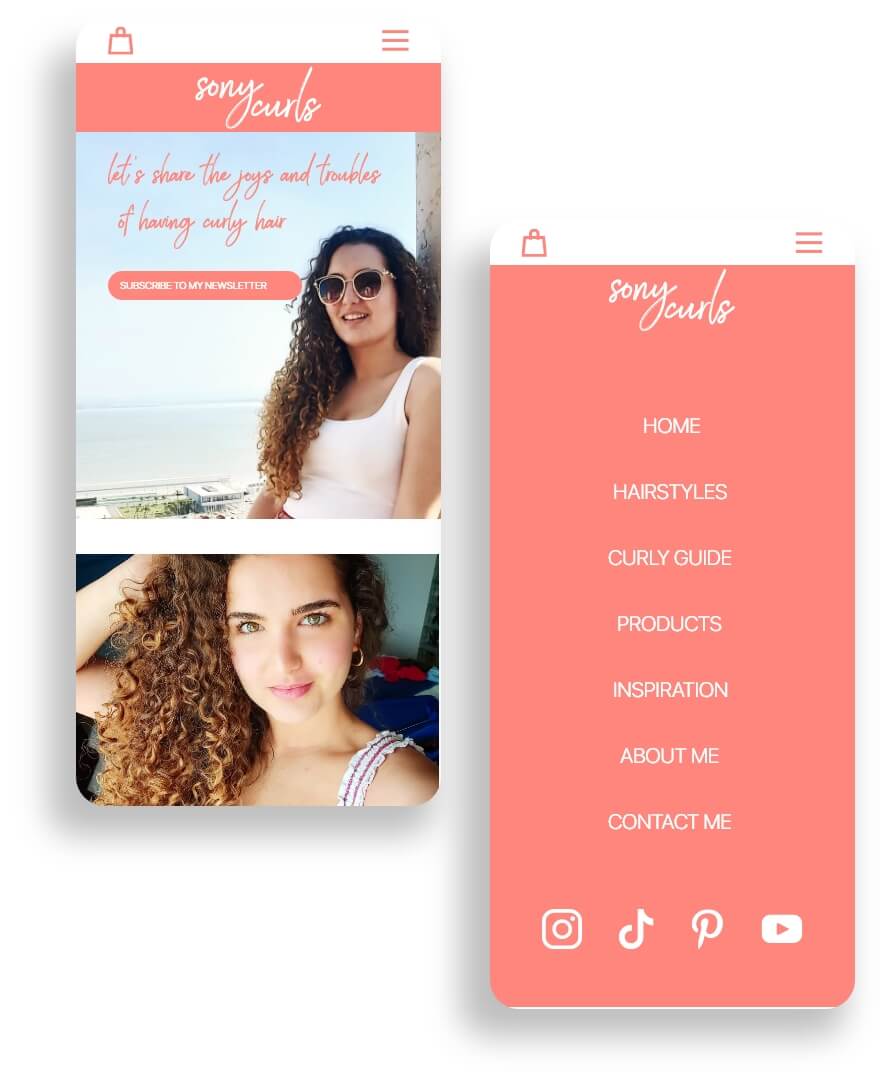 sony
curls
let's share the joys and troubles
of having curly hair
SUBSCRIBE TO MY NEWSLETTER
sony
curls
HOME
HAIRSTYLES
CURLY GUIDE
PRODUCTS
INSPIRATION
ABOUT ME
CONTACT ME